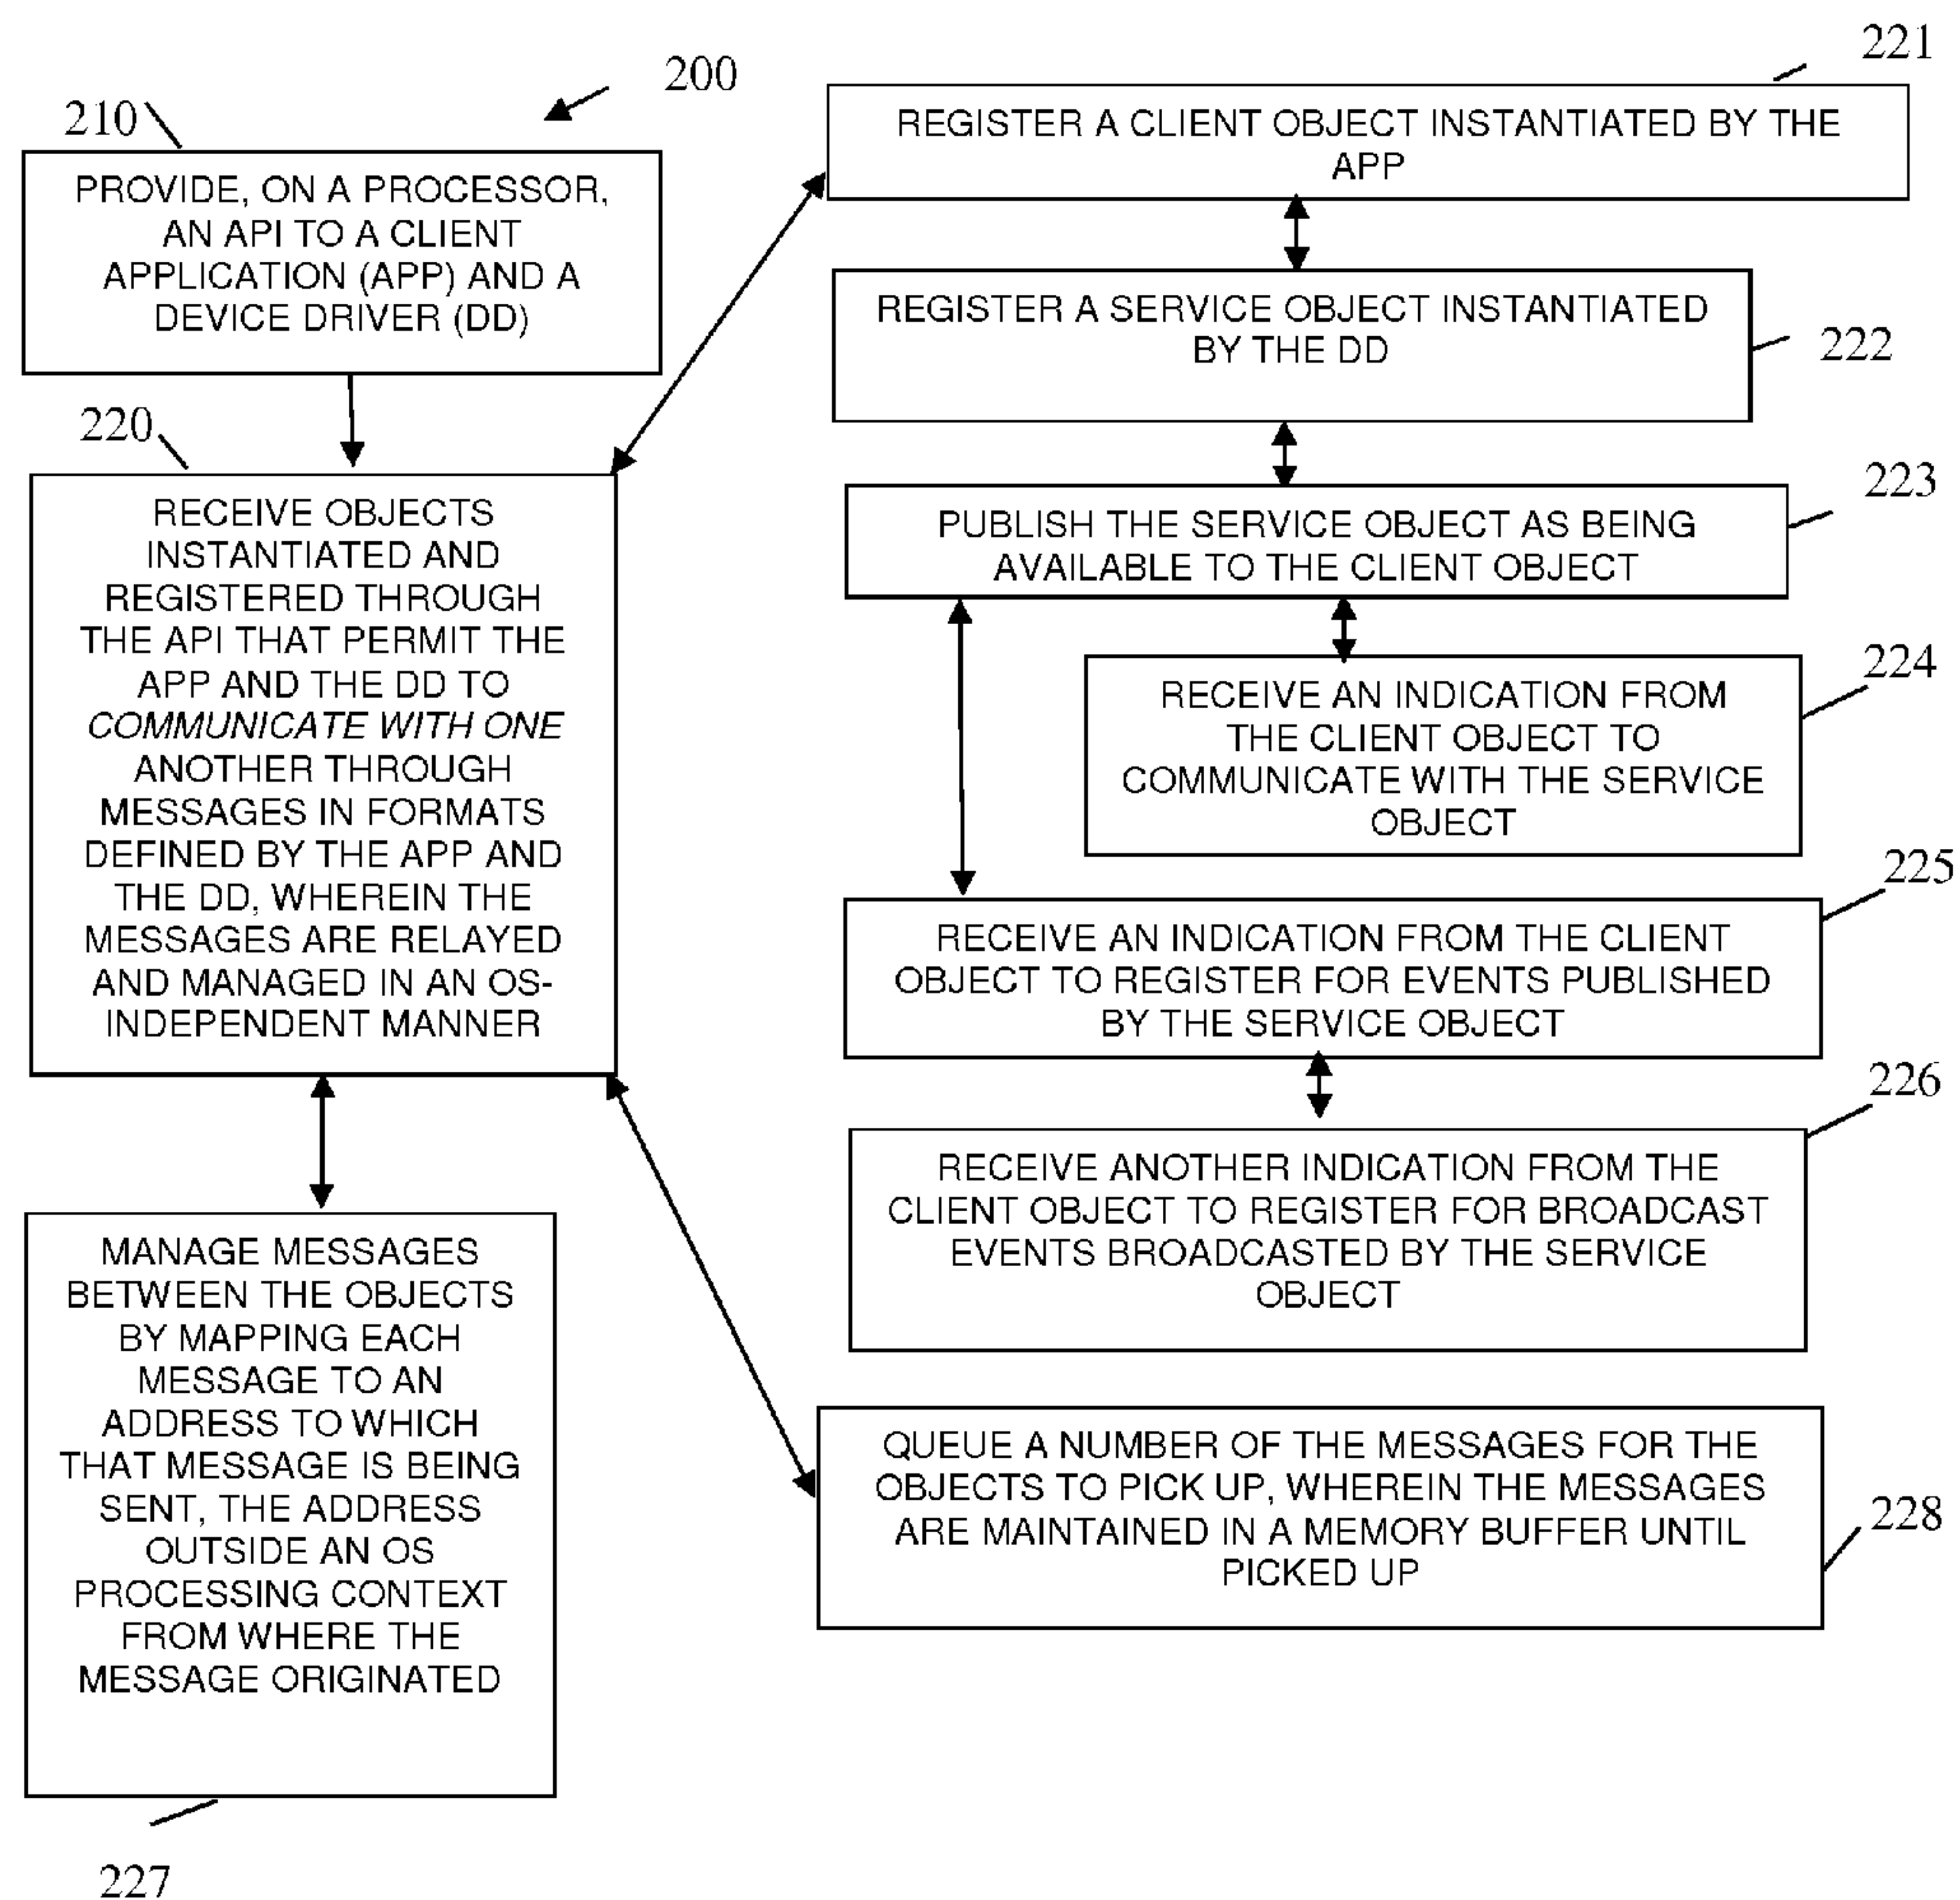 200
210
PROVIDE, ON A PROCESSOR,
AN API TO A CLIENT
APPLICATION (APP) AND A
DEVICE DRIVER (DD)
220
RECEIVE OBJECTS
INSTANTIATED AND
REGISTERED THROUGH
THE API THAT PERMIT THE
APP AND THE DD TO
COMMUNICATE WITH ONE
ANOTHER THROUGH
MESSAGES IN FORMATS
DEFINED BY THE APP AND
THE DD, WHEREIN THE
MESSAGES ARE RELAYED
AND MANAGED IN AN OS-
INDEPENDENT MANNER
MANAGE MESSAGES
BETWEEN THE OBJECTS
BY MAPPING EACH
MESSAGE TO AN
ADDRESS TO WHICH
THAT MESSAGE IS BEING
SENT, THE ADDRESS
OUTSIDE AN OS
PROCESSING CONTEXT
FROM WHERE THE
MESSAGE ORIGINATED
227
221
REGISTER A CLIENT OBJECT INSTANTIATED BY THE
APP
REGISTER A SERVICE OBJECT INSTANTIATED
BY THE DD
222
223
PUBLISH THE SERVICE OBJECT AS BEING
AVAILABLE TO THE CLIENT OBJECT
224
RECEIVE AN INDICATION FROM
THE CLIENT OBJECT TO
COMMUNICATE WITH THE SERVICE
OBJECT
225
RECEIVE AN INDICATION FROM THE CLIENT
OBJECT TO REGISTER FOR EVENTS PUBLISHED
BY THE SERVICE OBJECT
226
RECEIVE ANOTHER INDICATION FROM THE
CLIENT OBJECT TO REGISTER FOR BROADCAST
EVENTS BROADCASTED BY THE SERVICE
OBJECT
QUEUE A NUMBER OF THE MESSAGES FOR THE
OBJECTS TO PICK UP, WHEREIN THE MESSAGES
ARE MAINTAINED IN A MEMORY BUFFER UNTIL
PICKED UP
228